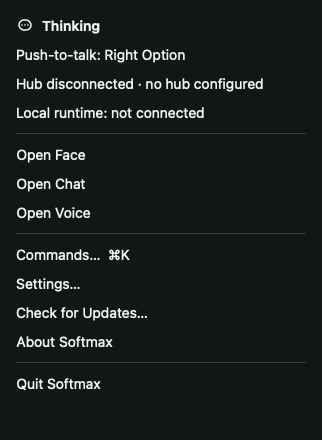 Thinking
Push-to-talk: Right Option
Hub disconnected · no hub configured
Local runtime: not connected
Open Face
Open Chat
Open Voice
Commands... ⌘K
Settings...
Check for Updates...
About Softmax
Quit Softmax